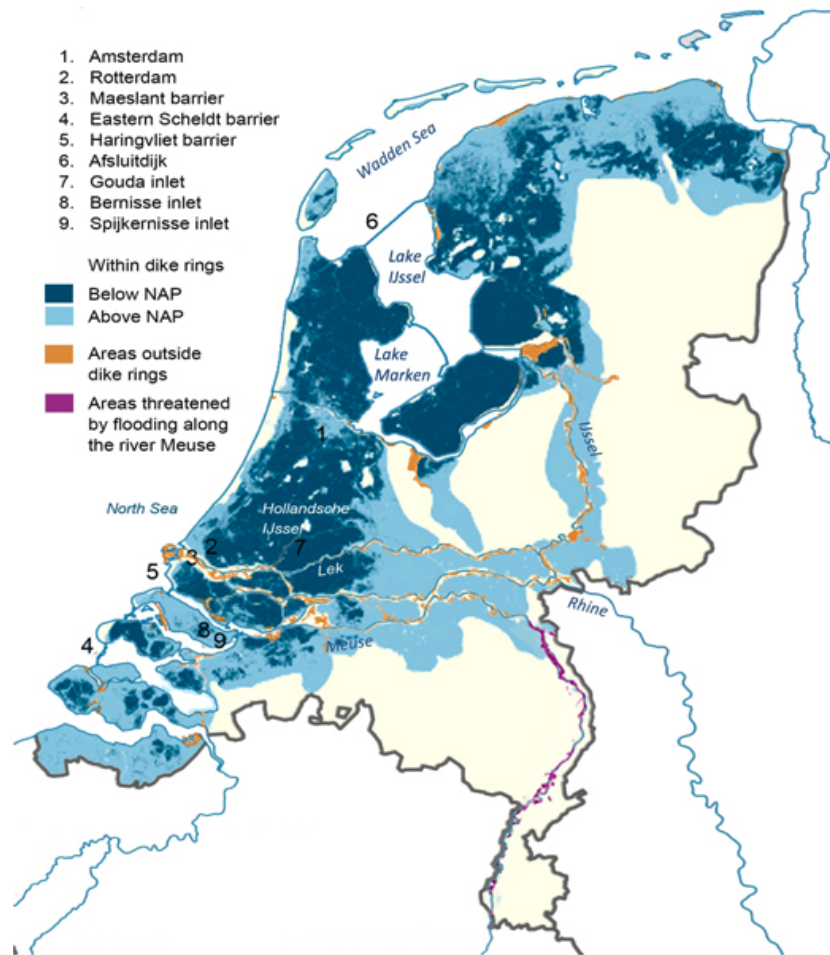 1. Amsterdam
2. Rotterdam
3. Maeslant barrier
4. Eastern Scheldt barrier
5. Haringvliet barrier
6. Afsluitdijk
7. Gouda inlet
8. Bernisse inlet
9. Spijkernisse inlet
Within dike rings
Below NAP
Above NAP
Areas outside
dike rings
Areas threatened
by flooding along
the river Meuse
Wadden Sea
6
Lake
IJssel
Lake
Marken
1
IJssel
North Sea
Hollandsche
IJssel
2
7
3
Lek
5
Rhine
8
9
4
Meuse